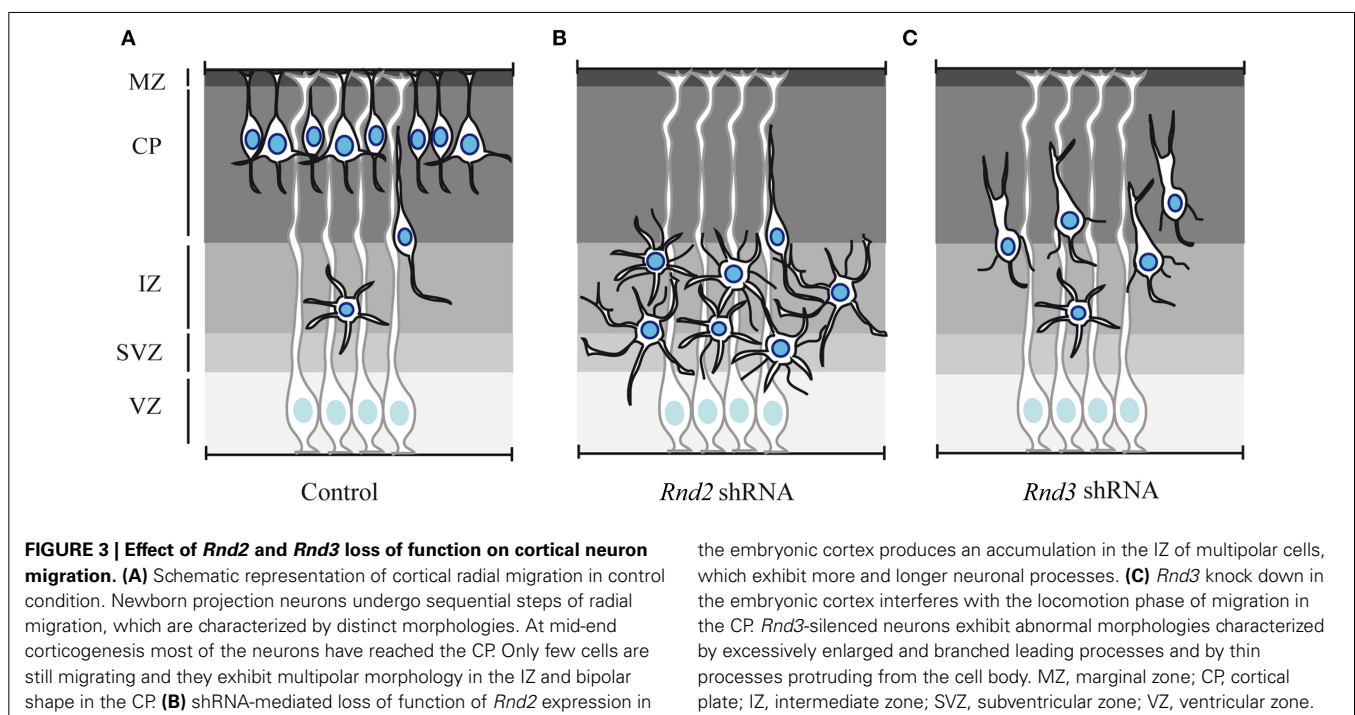 A
B
C
MZ
CP
IZ
SVZ
VZ
Control
Rnd2 shRNA
Rnd3 shRNA
FIGURE 3 | Effect of Rnd2 and Rnd3 loss of function on cortical neuron
migration. (A) Schematic representation of cortical radial migration in control
condition. Newborn projection neurons undergo sequential steps of radial
migration, which are characterized by distinct morphologies. At mid-end
corticogenesis most of the neurons have reached the CP. Only few cells are
still migrating and they exhibit multipolar morphology in the IZ and bipolar
shape in the CP. (B) shRNA-mediated loss of function of Rnd2 expression in
the embryonic cortex produces an accumulation in the IZ of multipolar cells,
which exhibit more and longer neuronal processes. (C) Rnd3 knock down in
the embryonic cortex interferes with the locomotion phase of migration in
the CP. Rnd3-silenced neurons exhibit abnormal morphologies characterized
by excessively enlarged and branched leading processes and by thin
processes protruding from the cell body. MZ, marginal zone; CP, cortical
plate; IZ, intermediate zone; SVZ, subventricular zone; VZ, ventricular zone.